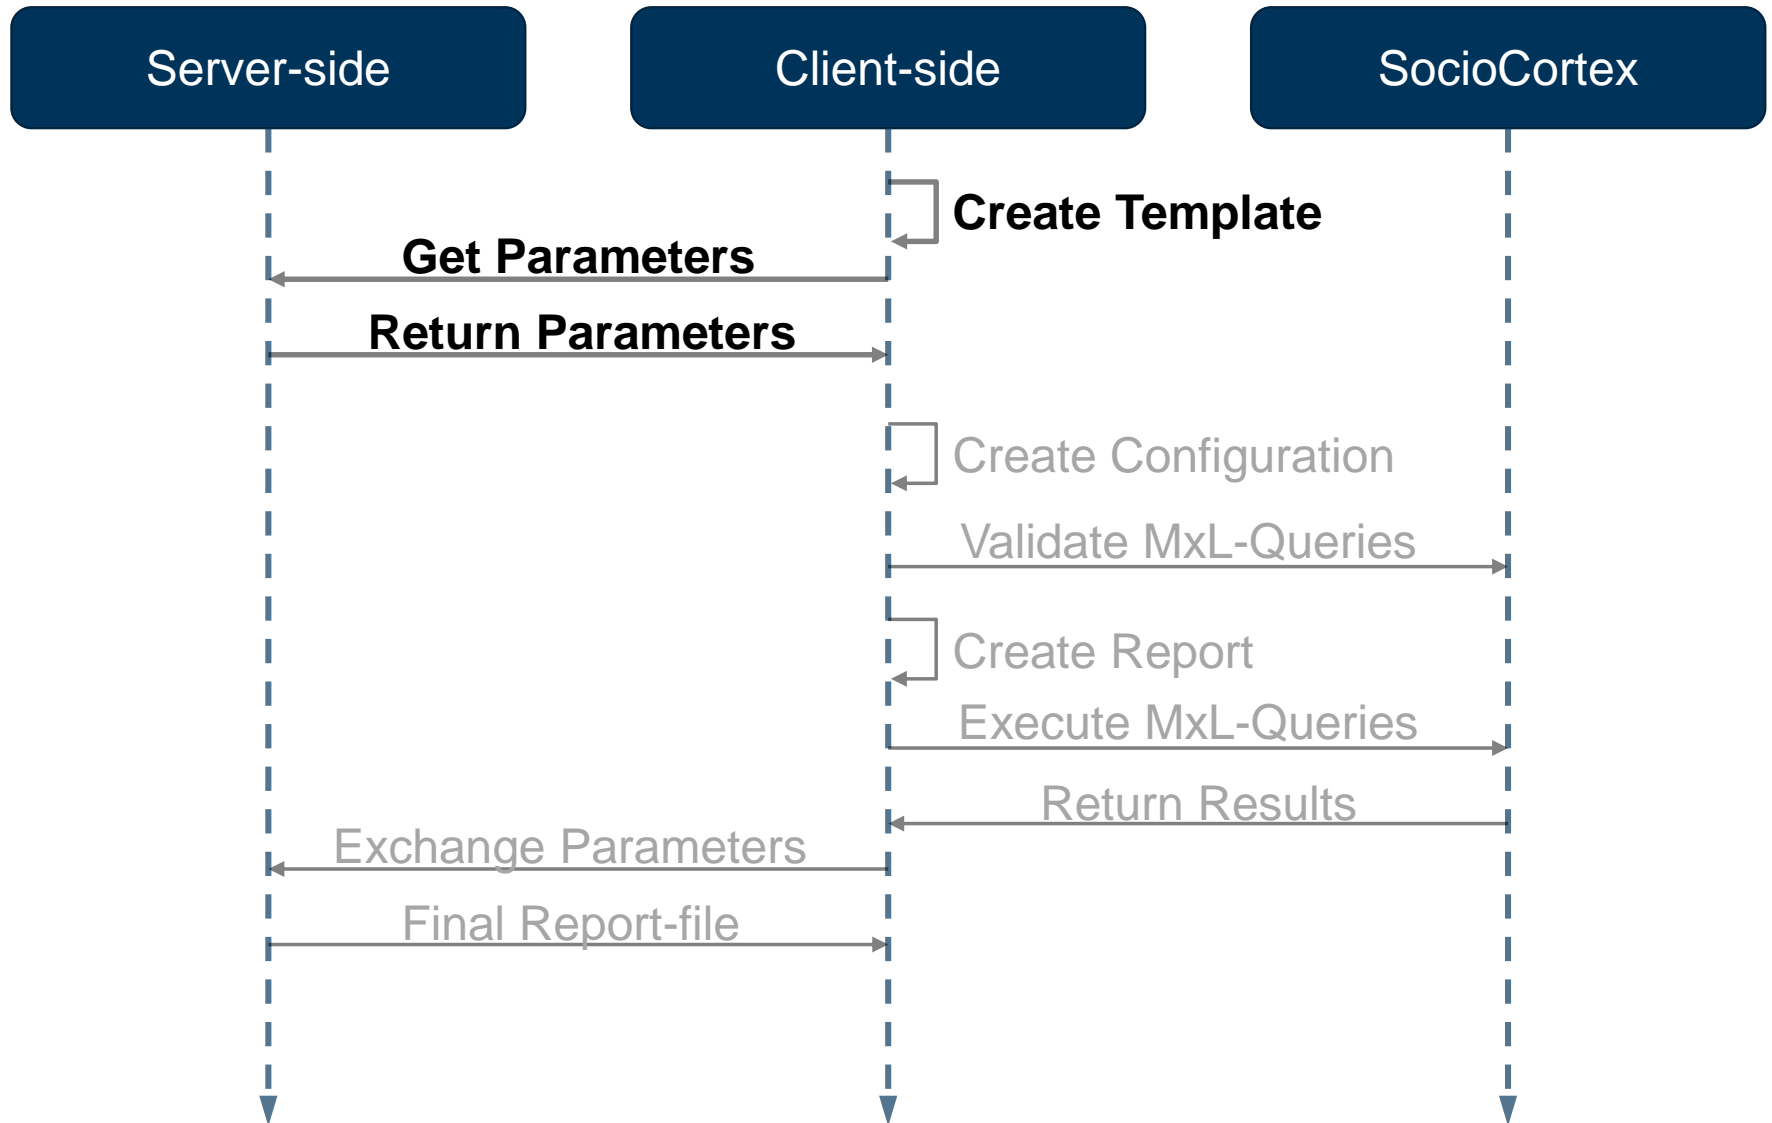 Server-side
Client-side
SocioCortex
Create Template
Get Parameters
Return Parameters
Create Configuration
Validate MxL-Queries
Create Report
Execute MxL-Queries
Return Results
Exchange Parameters
Final Report-file